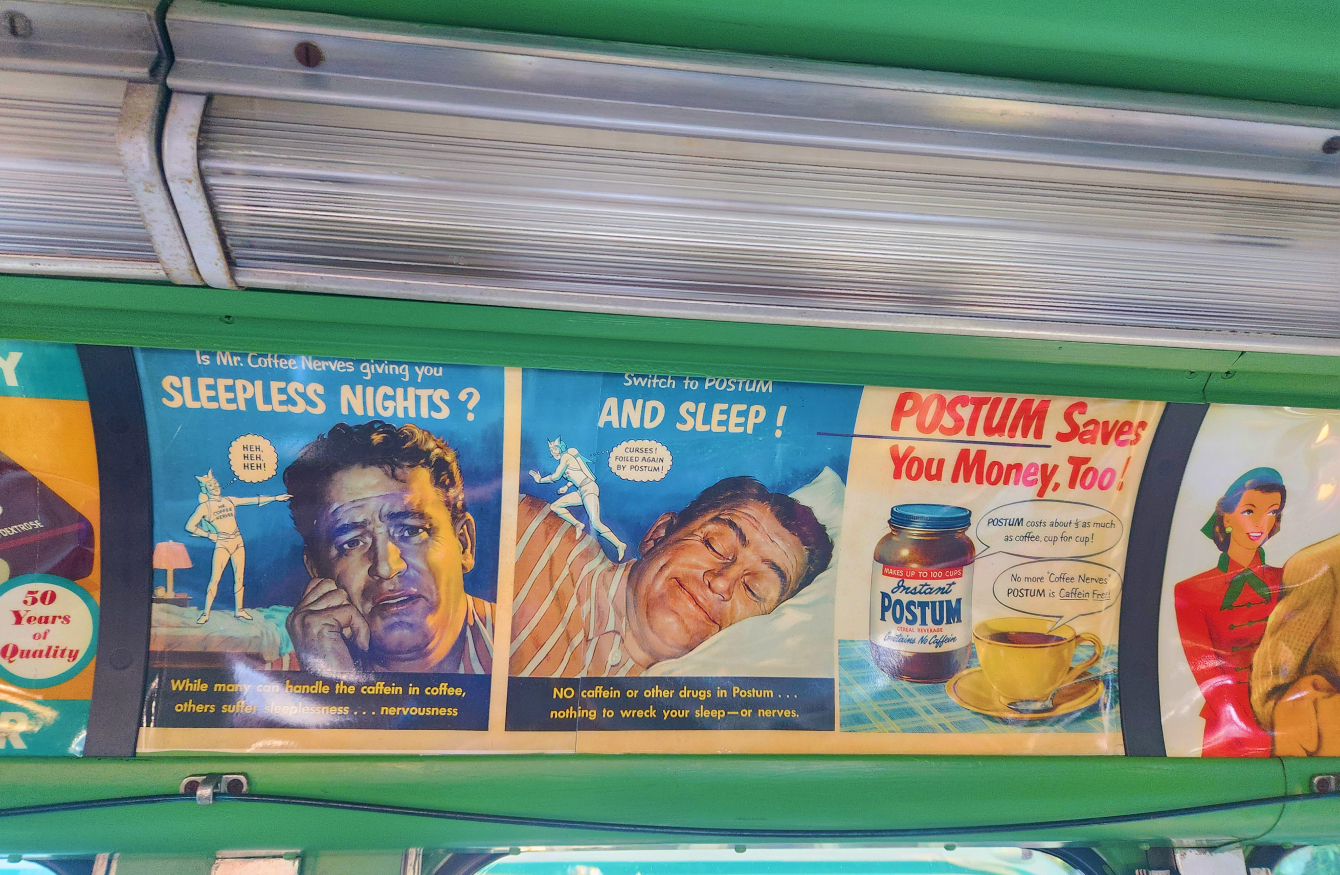 Y
DEXTROSE
50
Years
of
Quality
R
Is Mr. Coffee Nerves giving you
SLEEPLESS NIGHTS?
HEH,
HEH,
HEH!
MR.
COFFEE
NERVES
While many can handle the caffein in coffee,
others suffer sleeplessness... nervousness
Switch to POSTUM
AND SLEEP!
CURSES!
FOILED AGAIN
BY POSTUM!
NO caffein or other drugs in Postum...
nothing to wreck your sleep—or nerves.
POSTUM Saves
You Money, Too!
POSTUM costs about ⅓ as much
as coffee, cup for cup!
No more "Coffee Nerves"
POSTUM is Caffein Free!
MAKES UP TO 100 CUPS
Instant
POSTUM
CEREAL BEVERAGE
Contains No Caffein